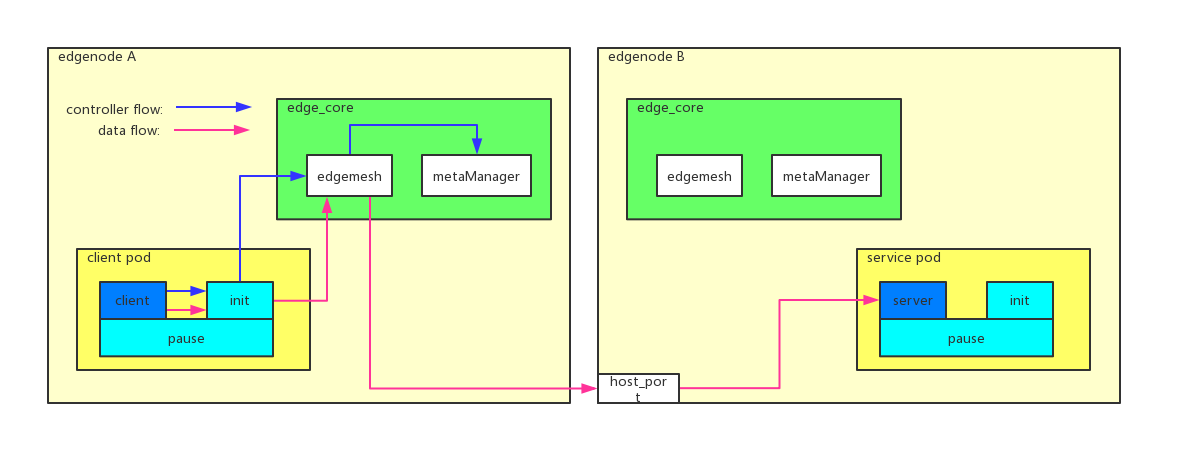 edgenode A
controller flow:
data flow:
edge_core
edgemesh
metaManager
client pod
client
init
pause
edgenode B
edge_core
edgemesh
metaManager
service pod
server
init
pause
host_por
t